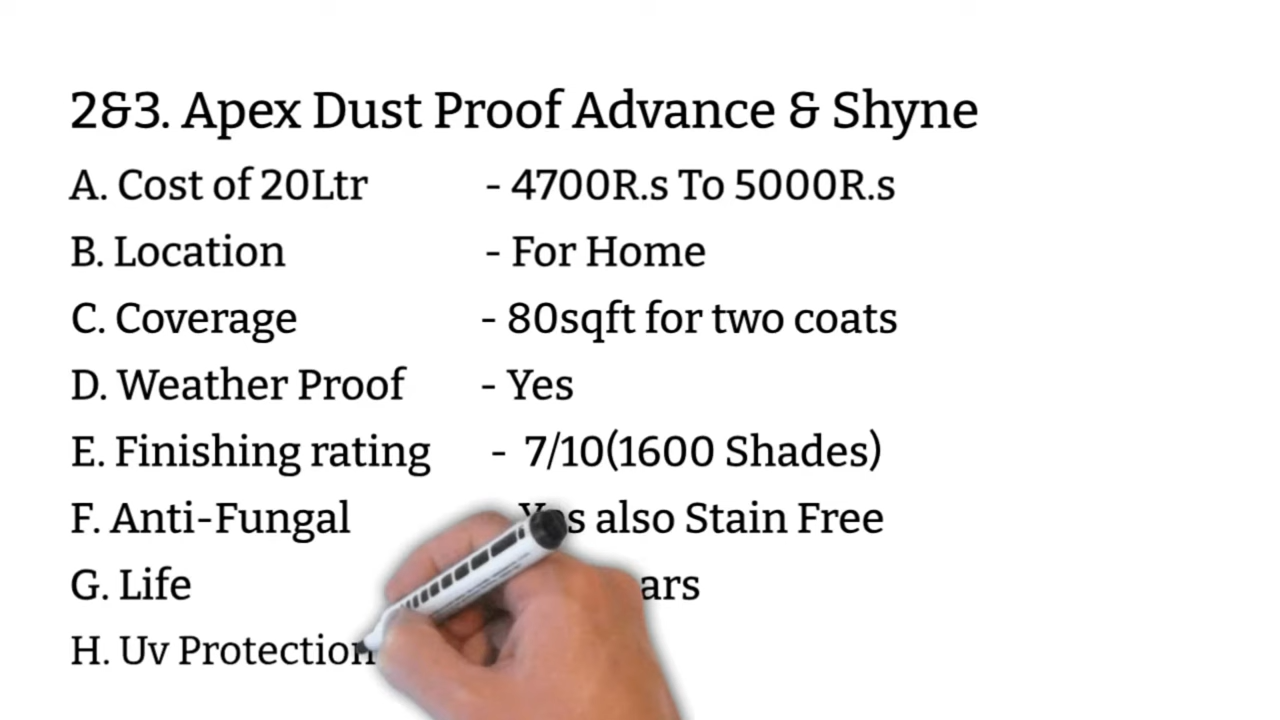 2&3. Apex Dust Proof Advance & Shyne
A. Cost of 20Ltr - 4700R.s To 5000R.s
B. Location - For Home
C. Coverage - 80sqft for two coats
D. Weather Proof - Yes
E. Finishing rating - 7/10(1600 Shades)
F. Anti-Fungal Yes also Stain Free
G. Life
H. Uv Protection